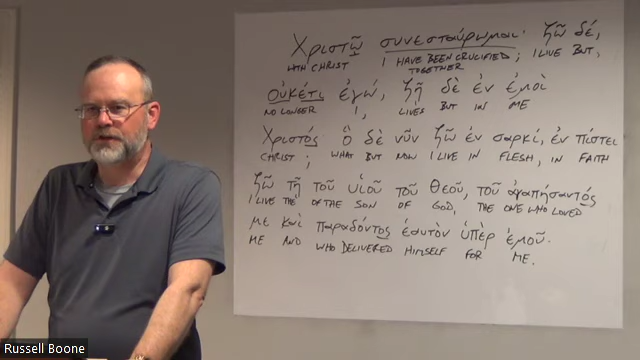 Χριστῷ συνεσταύρωμαι· ζῶ δέ,
WITH CHRIST I HAVE BEEN CRUCIFIED ; I LIVE BUT,
TOGETHER
Οὐκέτι ἐγώ, ζῇ δὲ ἐν ἐμοὶ
NO LONGER I, LIVES BUT IN ME
Χριστός ὃ δὲ νῦν ζῶ ἐν σαρκί, ἐν πίστει
CHRIST ; WHAT BUT NOW I LIVE IN FLESH, IN FAITH
ζῶ τῇ τοῦ υἱοῦ τοῦ θεοῦ, τοῦ ἀγαπήσαντός
I LIVE THE OF THE SON OF GOD, THE ONE WHO LOVED
με καὶ παραδόντος ἑαυτὸν ὑπὲρ ἐμοῦ.
ME AND WHO DELIVERED HIMSELF FOR ME.
Russell Boone